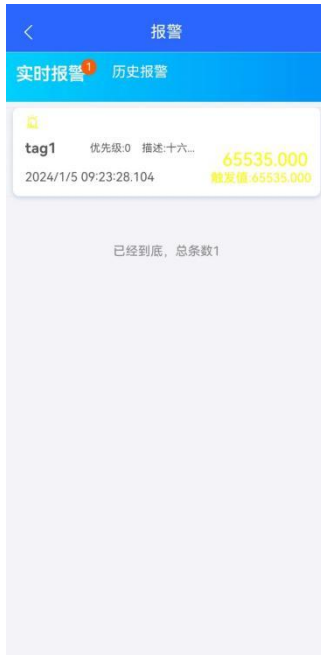 报警
实时报警 1 历史报警
tag1 优先级:0 描述:十六... 65535.000
2024/1/5 09:23:28.104 触发值:65535.000
已经到底，总条数1